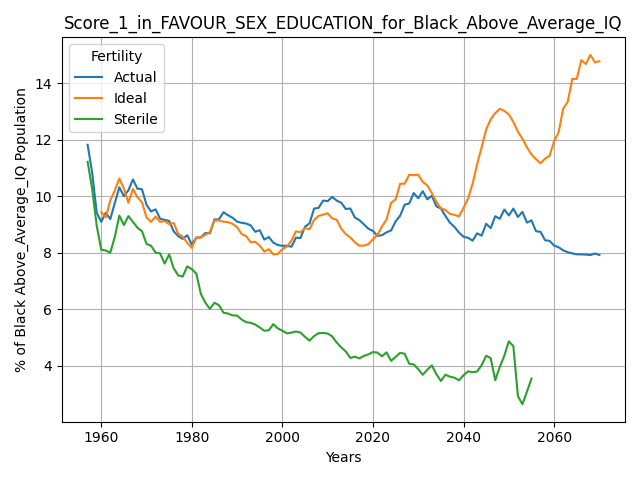 Score_1_in_FAVOUR_SEX_EDUCATION_for_Black_Above_Average_IQ
% of Black Above_Average_IQ Population
Fertility
Actual
Ideal
Sterile
14
12
10
8
6
4
1960 1980 2000 2020 2040 2060
Years